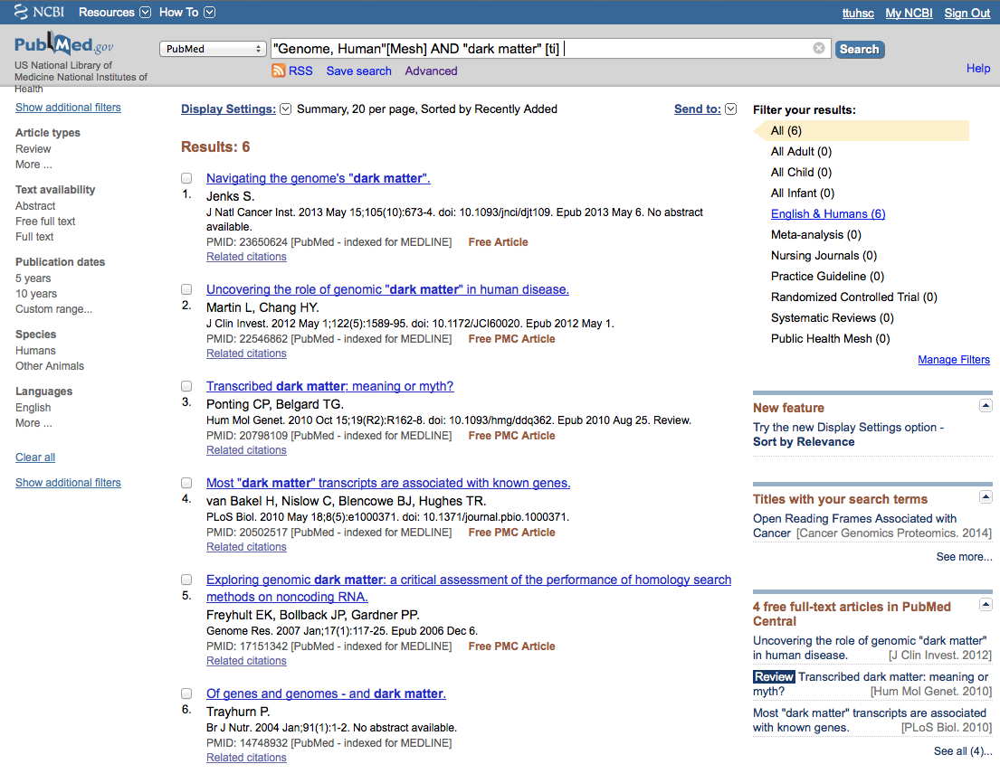 NCBI Resources How To ttuhsc My NCBI Sign Out
PubMed.gov
US National Library of
Medicine National Institutes of
Health
PubMed "Genome, Human"[Mesh] AND "dark matter" [ti] Search
RSS Save search Advanced Help
Show additional filters
Article types
Review
More ...
Text availability
Abstract
Free full text
Full text
Publication dates
5 years
10 years
Custom range...
Species
Humans
Other Animals
Languages
English
More ...
Clear all
Show additional filters
Display Settings: Summary, 20 per page, Sorted by Recently Added Send to:
Results: 6
Navigating the genome's "dark matter".
1. Jenks S.
J Natl Cancer Inst. 2013 May 15;105(10):673-4. doi: 10.1093/jnci/djt109. Epub 2013 May 6. No abstract
available.
PMID: 23650624 [PubMed - indexed for MEDLINE] Free Article
Related citations
Uncovering the role of genomic "dark matter" in human disease.
2. Martin L, Chang HY.
J Clin Invest. 2012 May 1;122(5):1589-95. doi: 10.1172/JCI60020. Epub 2012 May 1.
PMID: 22546862 [PubMed - indexed for MEDLINE] Free PMC Article
Related citations
Transcribed dark matter: meaning or myth?
3. Ponting CP, Belgard TG.
Hum Mol Genet. 2010 Oct 15;19(R2):R162-8. doi: 10.1093/hmg/ddq362. Epub 2010 Aug 25. Review.
PMID: 20798109 [PubMed - indexed for MEDLINE] Free PMC Article
Related citations
Most "dark matter" transcripts are associated with known genes.
4. van Bakel H, Nislow C, Blencowe BJ, Hughes TR.
PLoS Biol. 2010 May 18;8(5):e1000371. doi: 10.1371/journal.pbio.1000371.
PMID: 20502517 [PubMed - indexed for MEDLINE] Free PMC Article
Related citations
Exploring genomic dark matter: a critical assessment of the performance of homology search
methods on noncoding RNA.
5. Freyhult EK, Bollback JP, Gardner PP.
Genome Res. 2007 Jan;17(1):117-25. Epub 2006 Dec 6.
PMID: 17151342 [PubMed - indexed for MEDLINE] Free PMC Article
Related citations
Of genes and genomes - and dark matter.
6. Trayhurn P.
Br J Nutr. 2004 Jan;91(1):1-2. No abstract available.
PMID: 14748932 [PubMed - indexed for MEDLINE]
Related citations
Filter your results:
All (6)
All Adult (0)
All Child (0)
All Infant (0)
English & Humans (6)
Meta-analysis (0)
Nursing Journals (0)
Practice Guideline (0)
Randomized Controlled Trial (0)
Systematic Reviews (0)
Public Health Mesh (0)
Manage Filters
New feature
Try the new Display Settings option -
Sort by Relevance
Titles with your search terms
Open Reading Frames Associated with
Cancer [Cancer Genomics Proteomics. 2014]
See more...
4 free full-text articles in PubMed
Central
Uncovering the role of genomic "dark matter"
in human disease. [J Clin Invest. 2012]
Review Transcribed dark matter: meaning or
myth? [Hum Mol Genet. 2010]
Most "dark matter" transcripts are associated
with known genes. [PLoS Biol. 2010]
See all (4)...